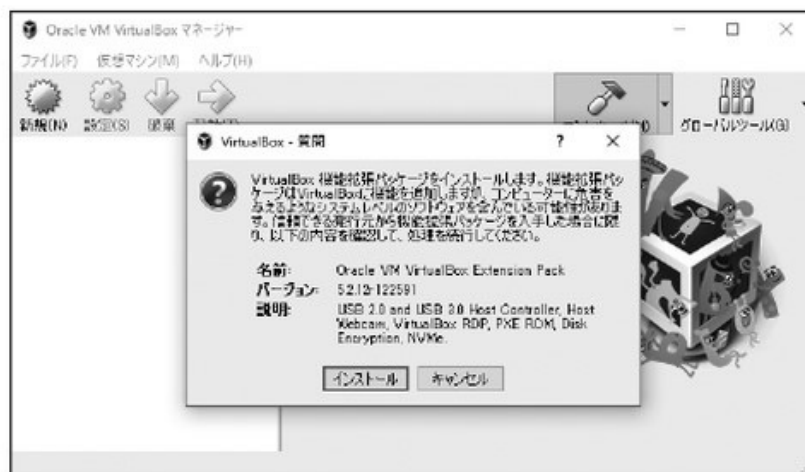 Oracle VM VirtualBox マネージャー
ファイル(F) 仮想マシン(M) ヘルプ(H)
新規(N) 設定(S) 破棄
グローバルツール(G)
VirtualBox - 質問
VirtualBox 機能拡張パッケージをインストールします。機能拡張パッ
ケージはVirtualBoxに機能を追加しますが、コンピューターに危害を
与えるようなシステムレベルのソフトウェアを含んでいる可能性がありま
す。信頼できる発行元から機能拡張パッケージを入手した場合に限
り、以下の内容を確認して、処理を続行してください。
名前: Oracle VM VirtualBox Extension Pack
バージョン: 5.2.12r122591
説明: USB 2.0 and USB 3.0 Host Controller, Host
Webcam, VirtualBox RDP, PXE ROM, Disk
Encryption, NVMe.
インストール キャンセル